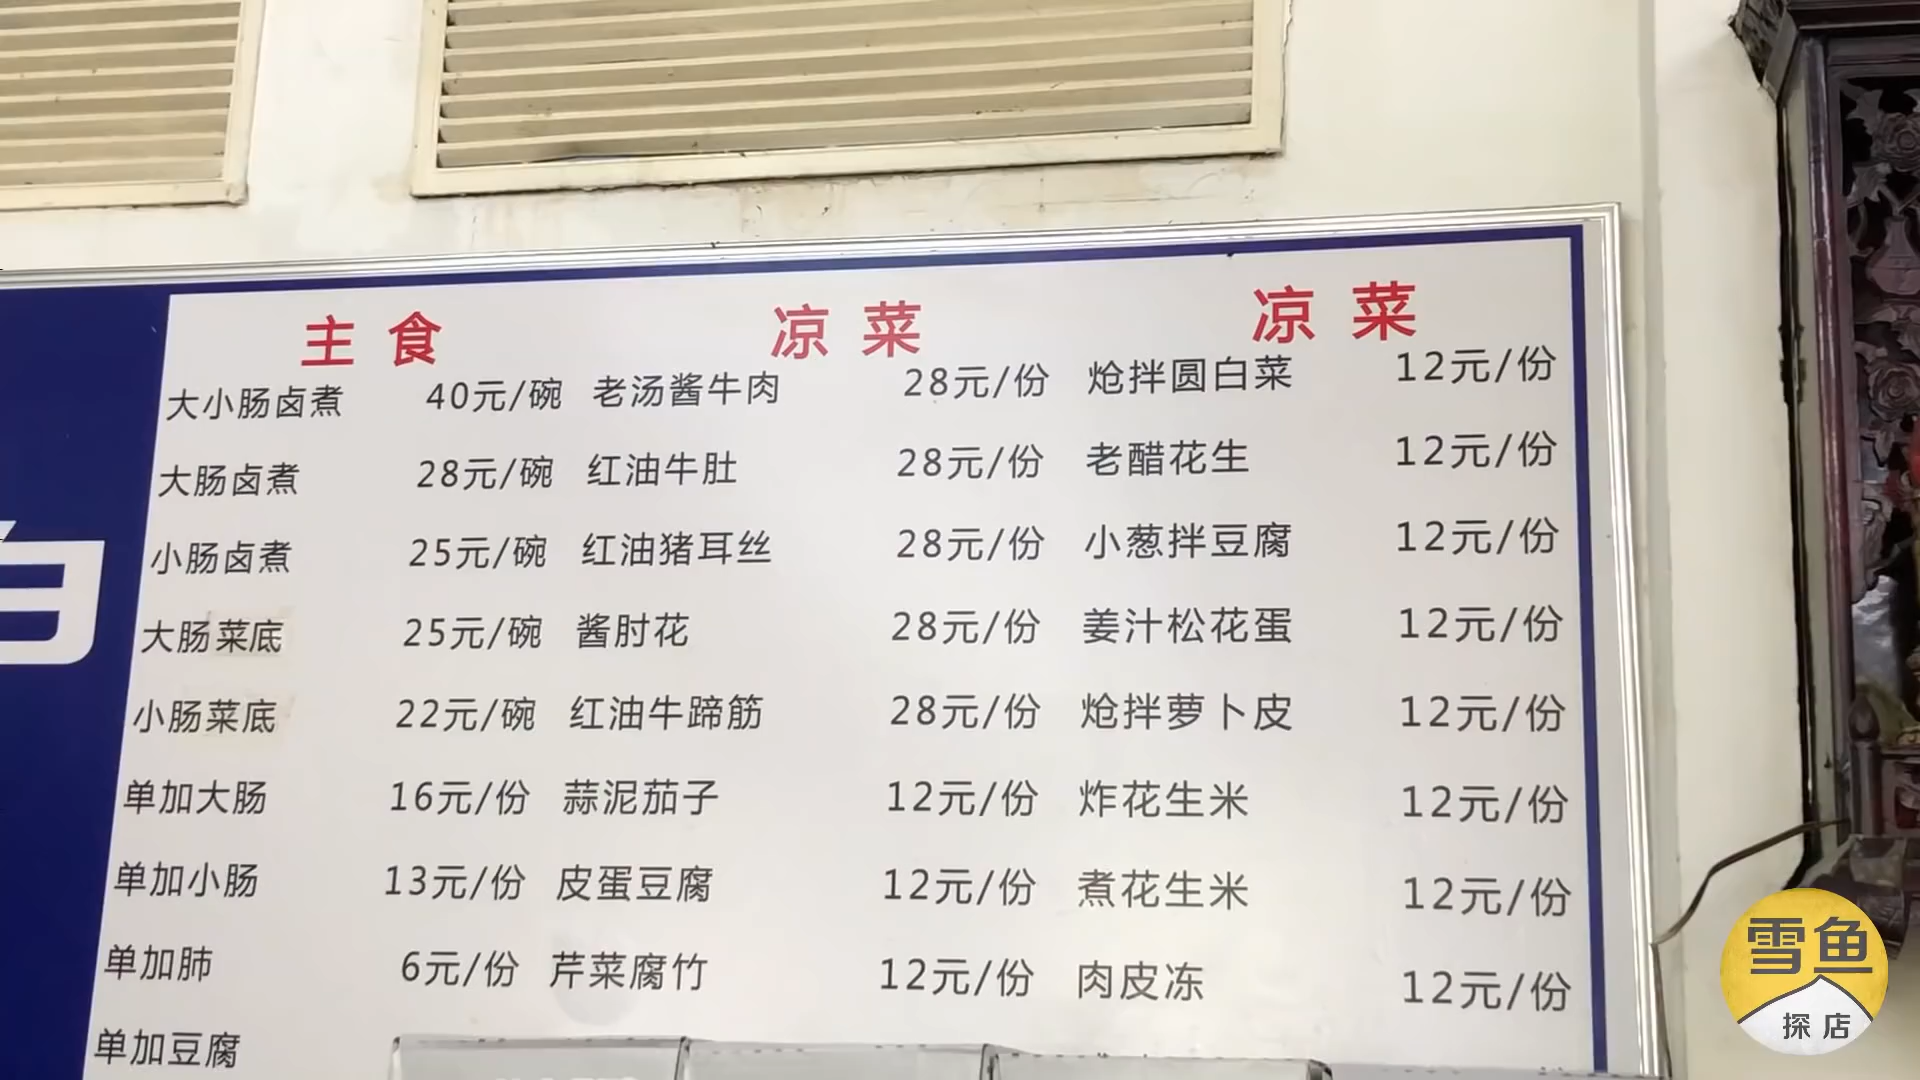 主食 凉菜 凉菜
大小肠卤煮 40元/碗 老汤酱牛肉 28元/份 炝拌圆白菜 12元/份
大肠卤煮 28元/碗 红油牛肚 28元/份 老醋花生 12元/份
小肠卤煮 25元/碗 红油猪耳丝 28元/份 小葱拌豆腐 12元/份
大肠菜底 25元/碗 酱肘花 28元/份 姜汁松花蛋 12元/份
小肠菜底 22元/碗 红油牛蹄筋 28元/份 炝拌萝卜皮 12元/份
单加大肠 16元/份 蒜泥茄子 12元/份 炸花生米 12元/份
单加小肠 13元/份 皮蛋豆腐 12元/份 煮花生米 12元/份
单加肺 6元/份 芹菜腐竹 12元/份 肉皮冻 12元/份
单加豆腐
雪鱼
探店